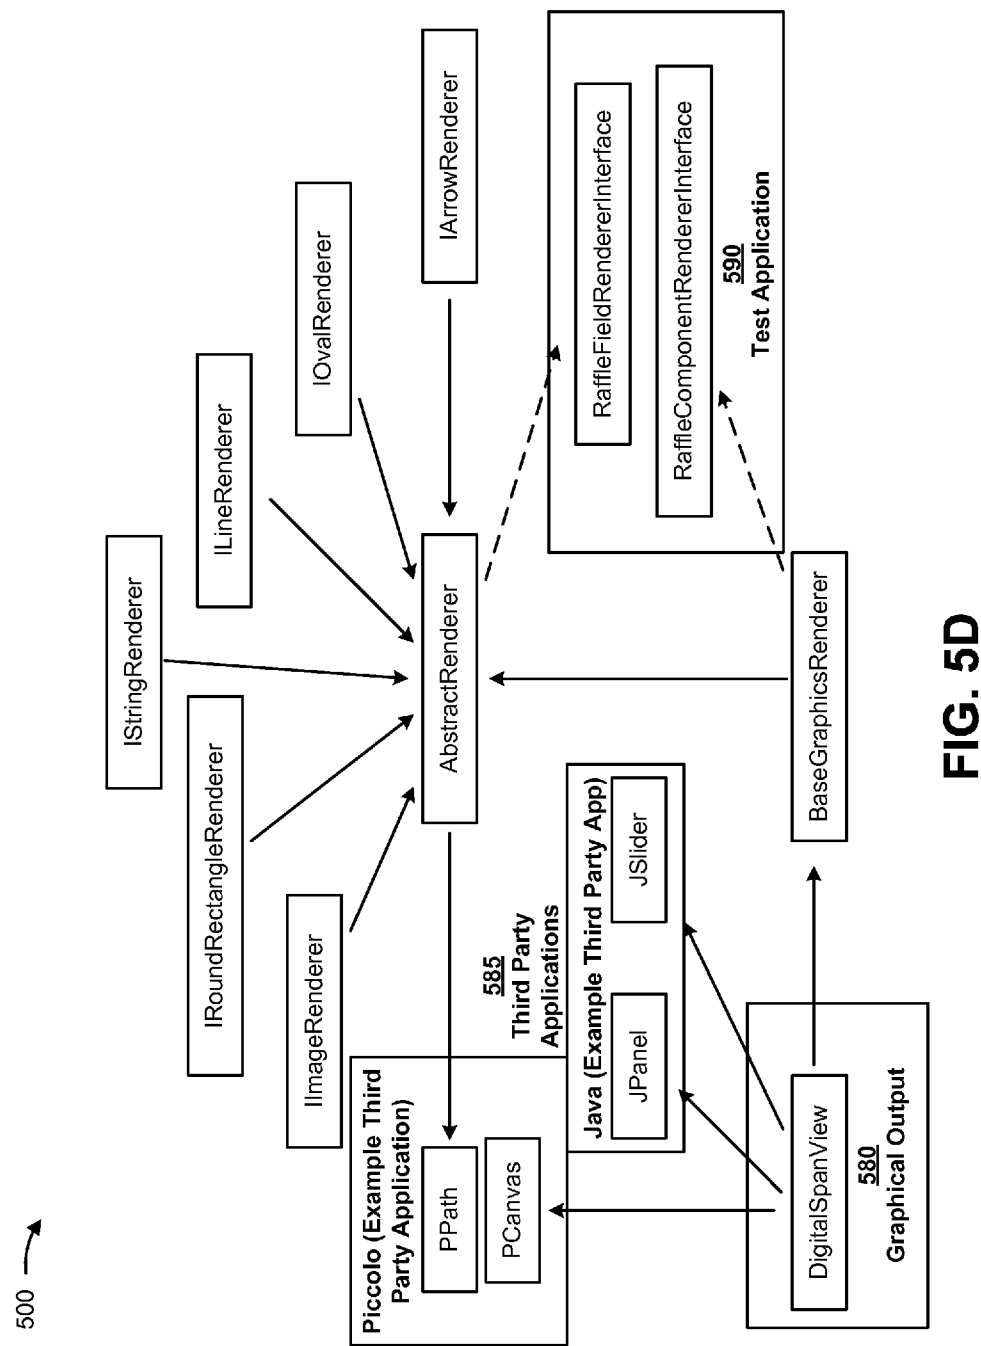 500
IStringRenderer
IRoundRectangleRenderer
ILineRenderer
IImageRenderer
IOvalRenderer
Piccolo (Example Third
Party Application)
PPath
PCanvas
AbstractRenderer
IArrowRenderer
585
Third Party
Applications
Java (Example Third Party App)
JPanel
JSlider
RaffleFieldRendererInterface
RaffleComponentRendererInterface
590
Test Application
DigitalSpanView
580
Graphical Output
BaseGraphicsRenderer
FIG. 5D